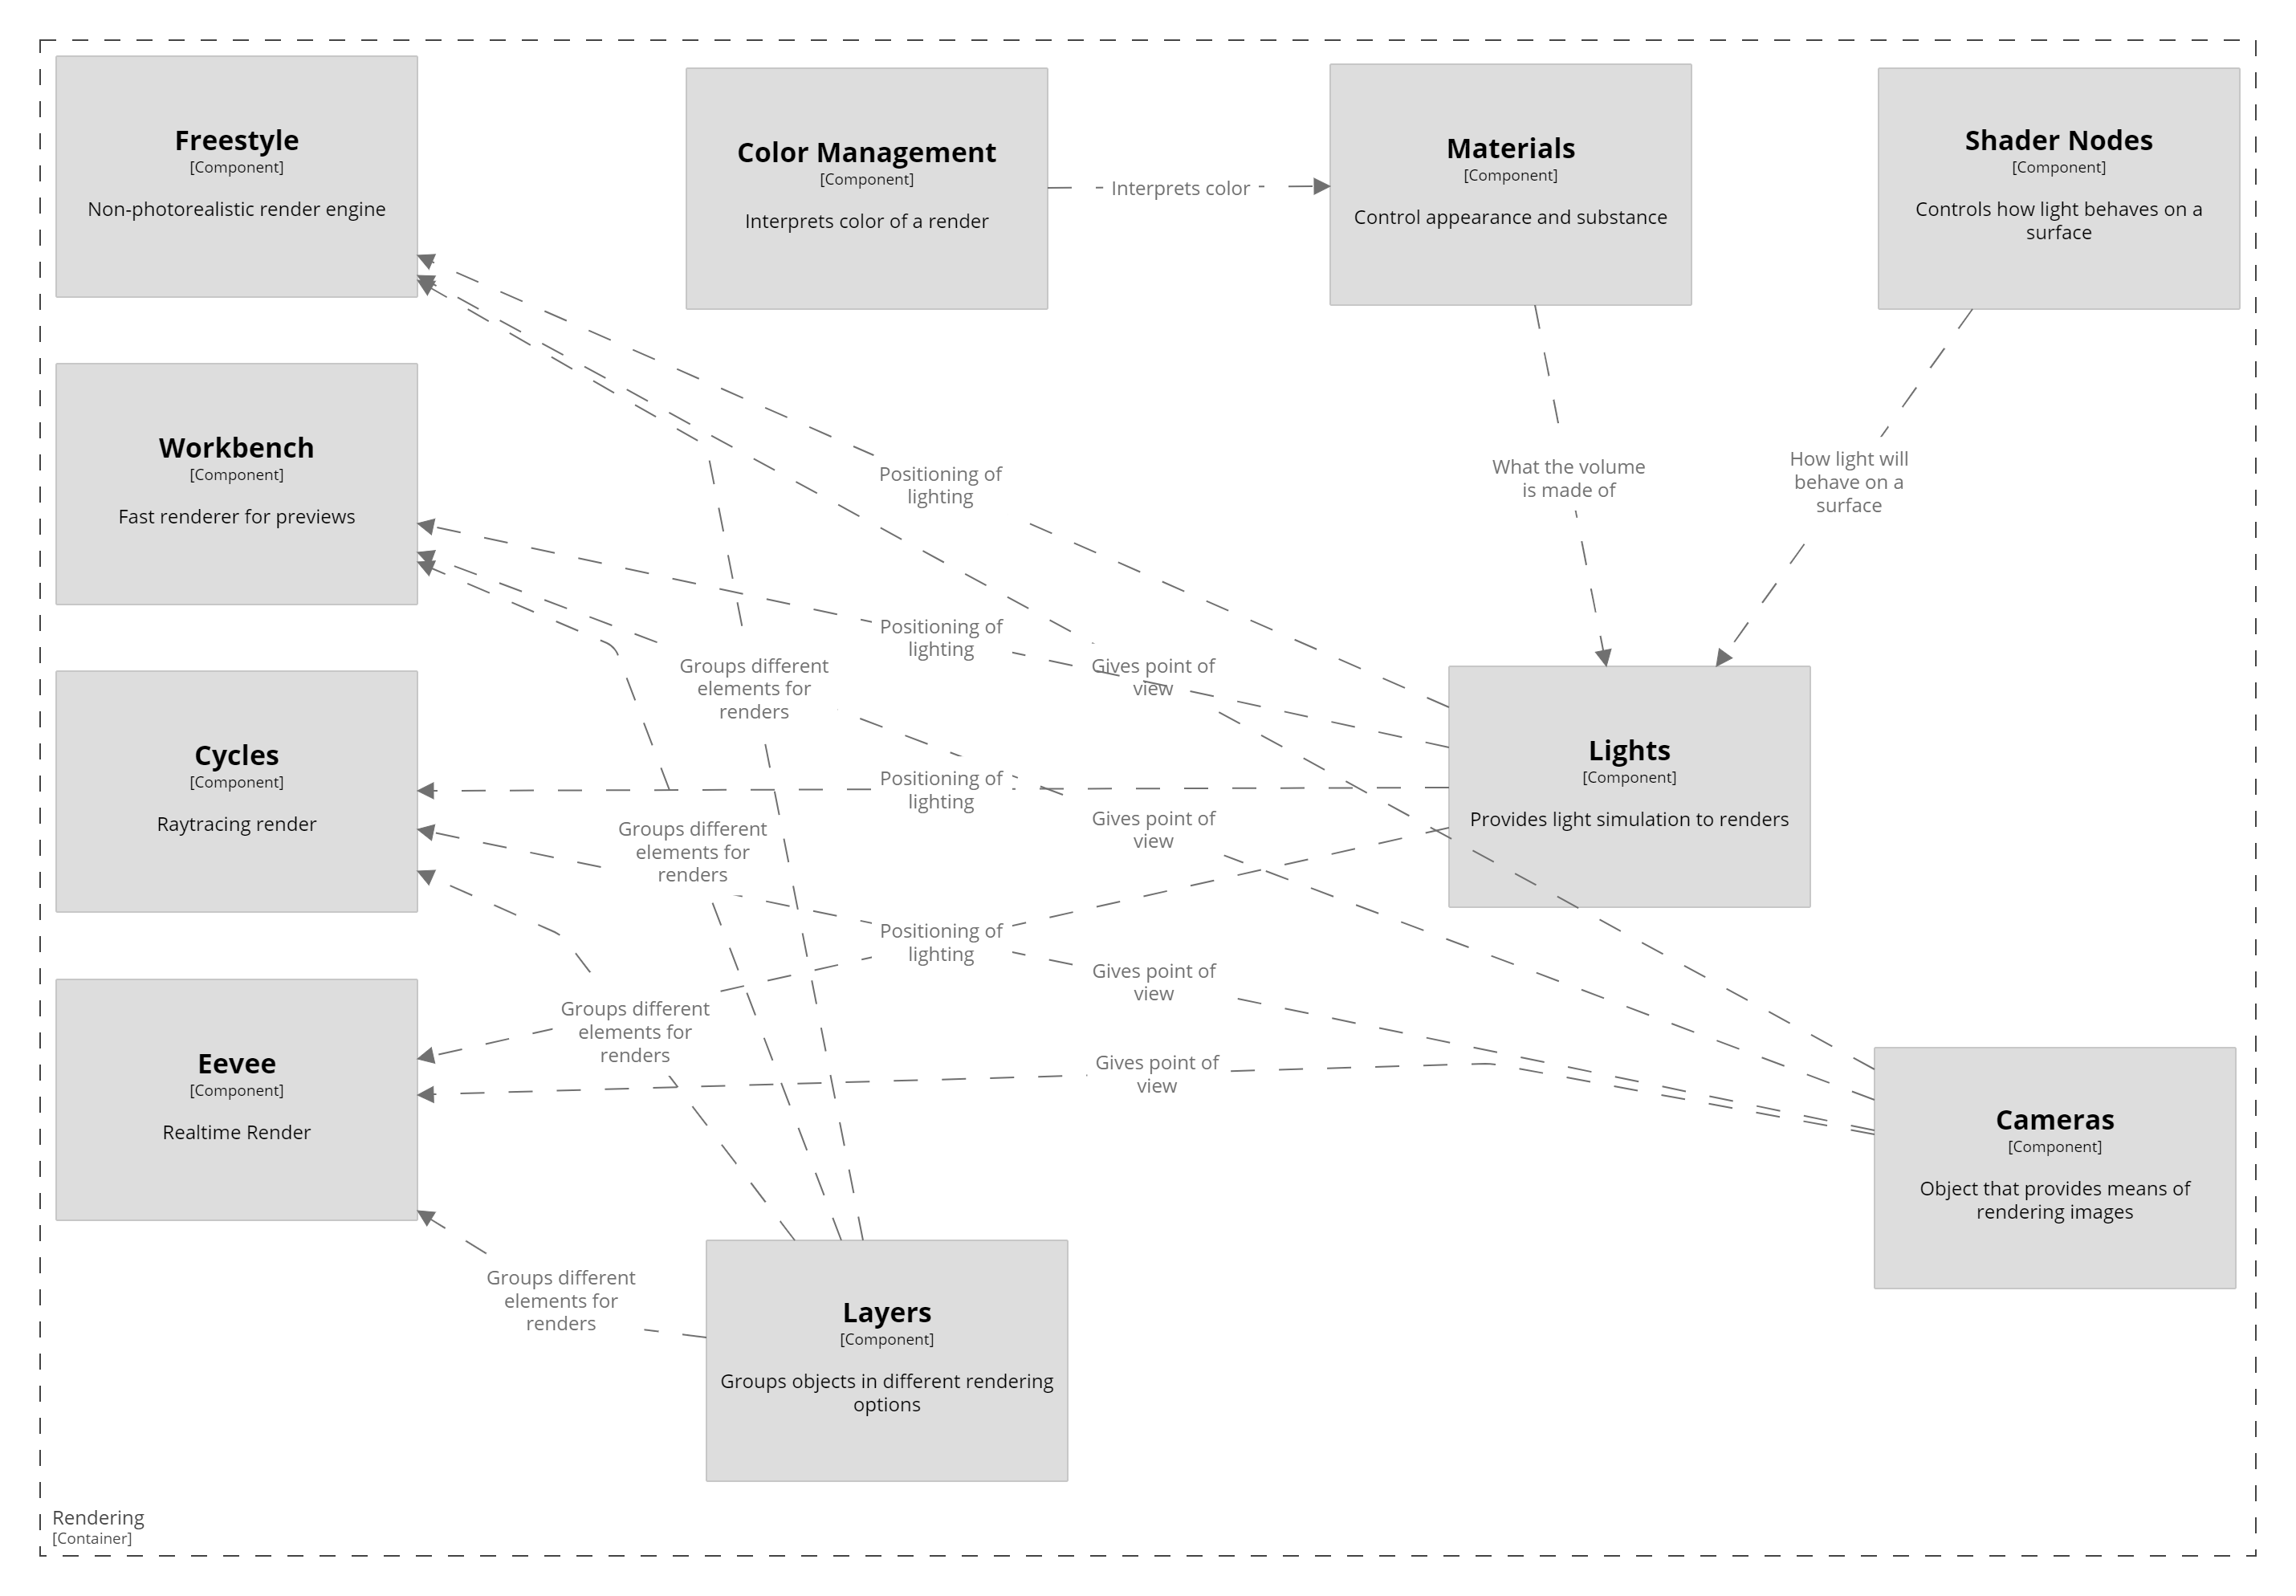 Freestyle
[Component]
Non-photorealistic render engine
Color Management
[Component]
Interprets color of a render
Interprets color
Materials
[Component]
Control appearance and substance
Shader Nodes
[Component]
Controls how light behaves on a
surface
Workbench
[Component]
Fast renderer for previews
Positioning of
lighting
What the volume
is made of
How light will
behave on a
surface
Positioning of
lighting
Groups different
elements for
renders
Gives point of
view
Cycles
[Component]
Raytracing render
Positioning of
lighting
Gives point of
view
Lights
[Component]
Provides light simulation to renders
Groups different
elements for
renders
Positioning of
lighting
Gives point of
view
Groups different
elements for
renders
Eevee
[Component]
Realtime Render
Gives point of
view
Cameras
[Component]
Object that provides means of
rendering images
Groups different
elements for
renders
Layers
[Component]
Groups objects in different rendering
options
Rendering
[Container]